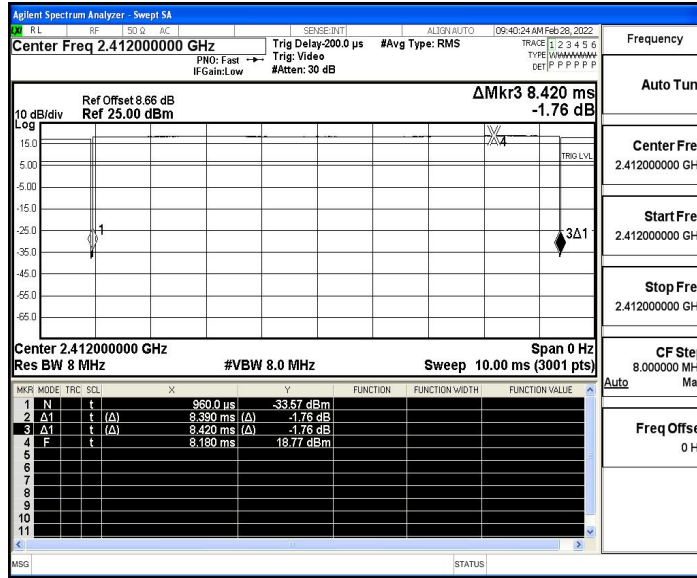 Agilent Spectrum Analyzer - Swept SA
LXI RL RF 50 Ω AC SENSE:INT ALIGN AUTO 09:40:24 AM Feb 28, 2022
Center Freq 2.412000000 GHz
PNO: Fast
IFGain:Low
Trig Delay-200.0 µs
Trig: Video
#Atten: 30 dB
#Avg Type: RMS
TRACE 1 2 3 4 5 6
TYPE WWWWWW
DET P P P P P P
ΔMkr3 8.420 ms
-1.76 dB
Ref Offset 8.66 dB
10 dB/div Ref 25.00 dBm
Log
15.0
5.00
-5.00
-15.0
-25.0
-35.0
-45.0
-55.0
-65.0
4
TRIG LVL
1
3Δ1
Center 2.412000000 GHz Span 0 Hz
Res BW 8 MHz #VBW 8.0 MHz Sweep 10.00 ms (3001 pts)
MKR MODE TRC SCL X Y FUNCTION FUNCTION WIDTH FUNCTION VALUE
1 N t 960.0 µs -33.57 dBm
2 Δ1 t (Δ) 8.390 ms (Δ) -1.76 dB
3 Δ1 t (Δ) 8.420 ms (Δ) -1.76 dB
4 F t 8.180 ms 18.77 dBm
5
6
7
8
9
10
11
MSG STATUS
Frequency
Auto Tun
Center Fre
2.412000000 GH
Start Fre
2.412000000 GH
Stop Fre
2.412000000 GH
CF Ste
8.000000 MH
Auto Ma
Freq Offse
0 H